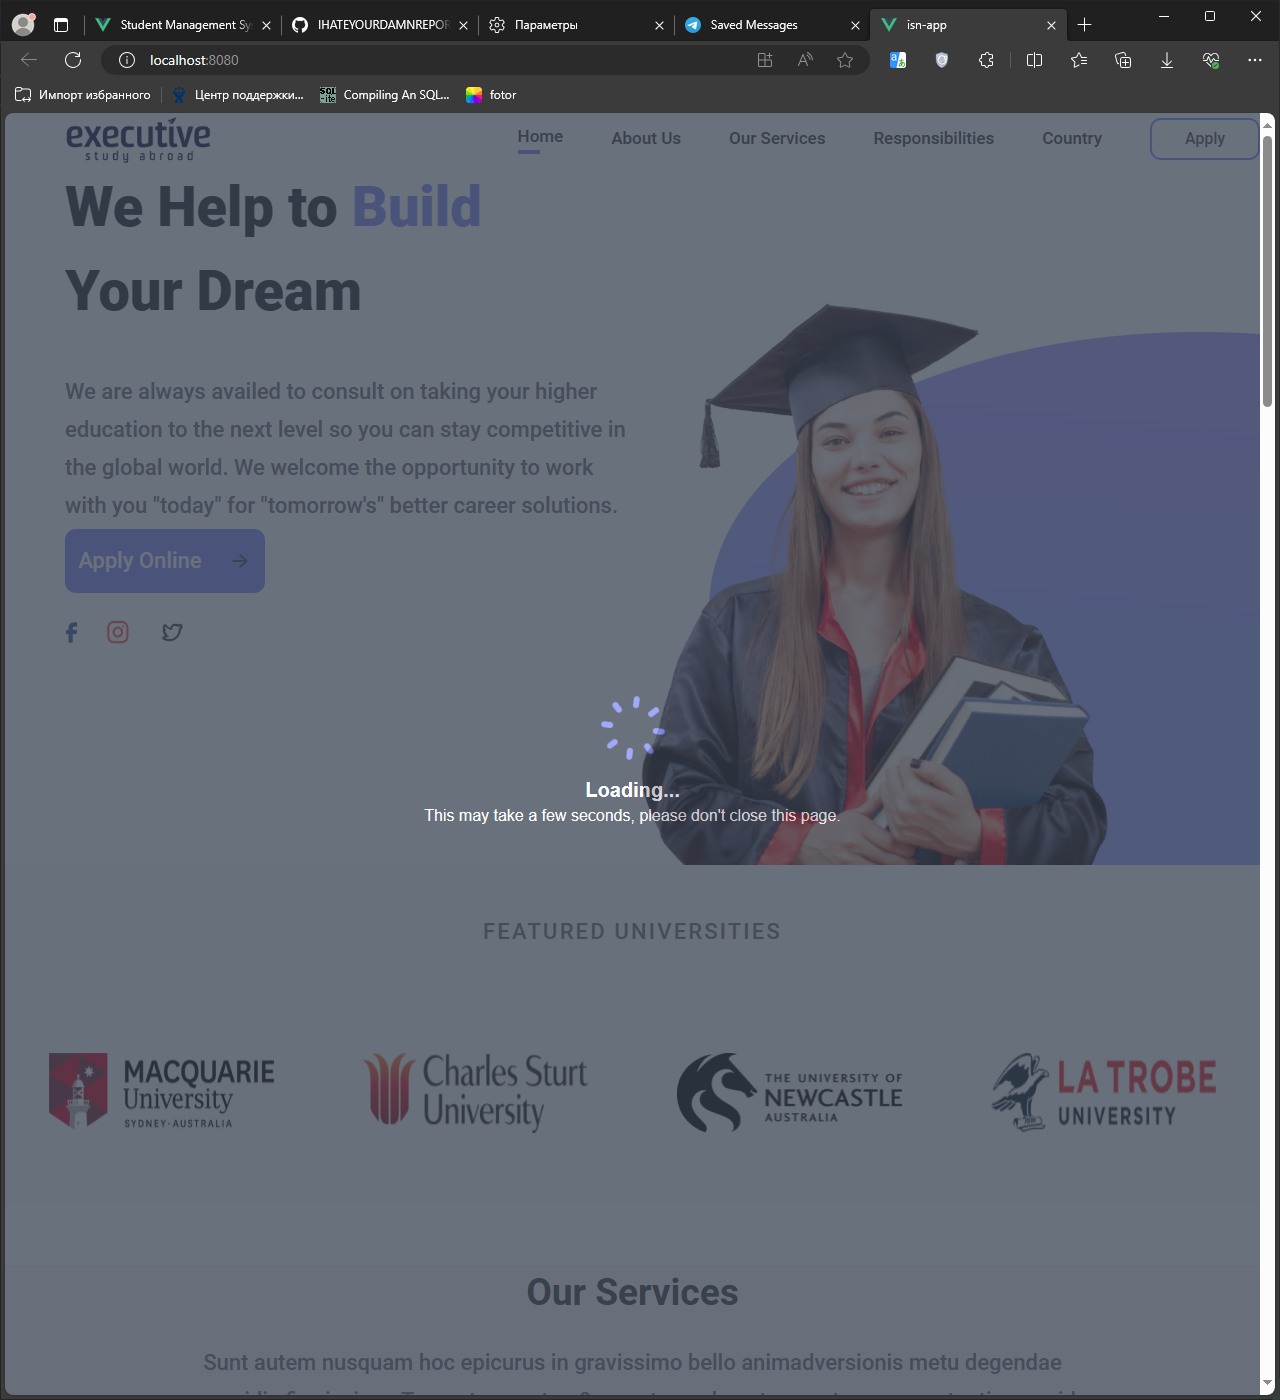 Student Management Sy
IHATEYOURDAMNREPOR
Параметры
Saved Messages
isn-app
localhost:8080
Импорт избранного
Центр поддержки...
Compiling An SQL...
fotor
executive
study abroad
Home
About Us
Our Services
Responsibilities
Country
Apply
We Help to Build
Your Dream
We are always availed to consult on taking your higher
education to the next level so you can stay competitive in
the global world. We welcome the opportunity to work
with you "today" for "tomorrow's" better career solutions.
Apply Online
Loading...
This may take a few seconds, please don't close this page.
FEATURED UNIVERSITIES
MACQUARIE
University
SYDNEY·AUSTRALIA
Charles Sturt
University
THE UNIVERSITY OF
NEWCASTLE
AUSTRALIA
LA TROBE
UNIVERSITY
Our Services
Sunt autem nusquam hoc epicurus in gravissimo bello animadversionis metu degendae